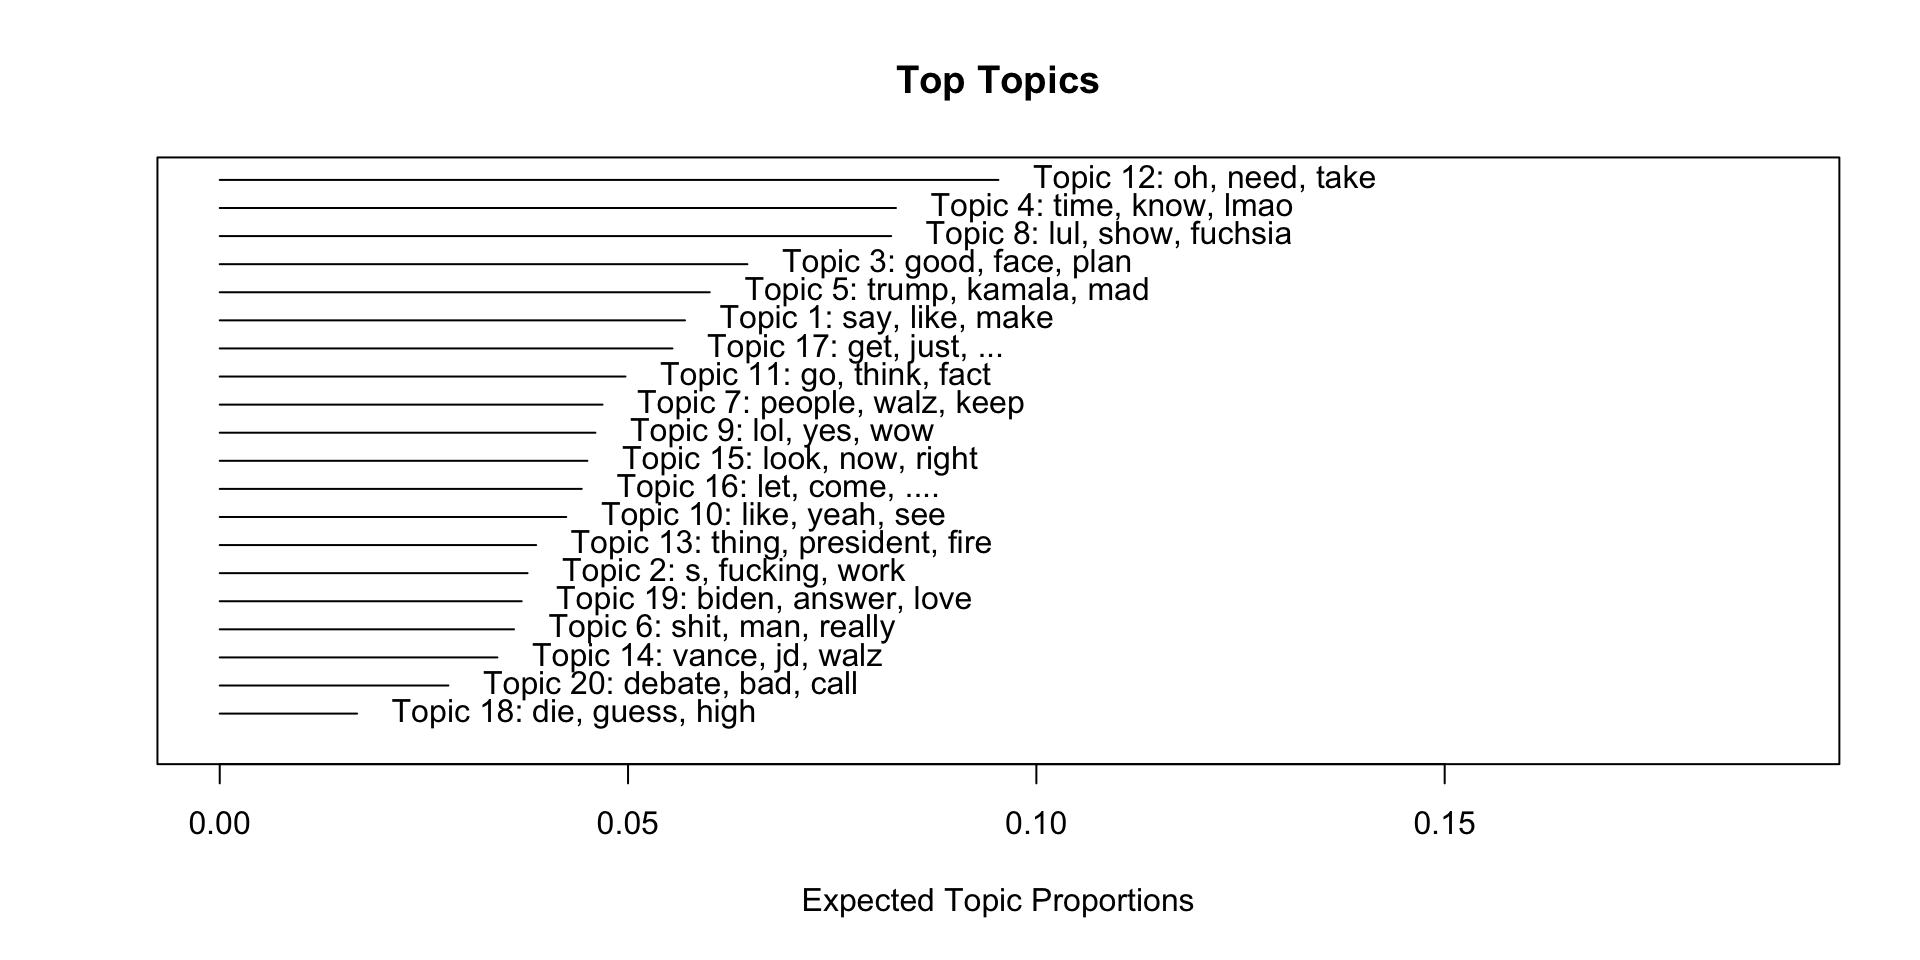 Top Topics
Topic 12: oh, need, take
Topic 4: time, know, lmao
Topic 8: lul, show, fuchsia
Topic 3: good, face, plan
Topic 5: trump, kamala, mad
Topic 1: say, like, make
Topic 17: get, just, ...
Topic 11: go, think, fact
Topic 7: people, walz, keep
Topic 9: lol, yes, wow
Topic 15: look, now, right
Topic 16: let, come, ....
Topic 10: like, yeah, see
Topic 13: thing, president, fire
Topic 2: s, fucking, work
Topic 19: biden, answer, love
Topic 6: shit, man, really
Topic 14: vance, jd, walz
Topic 20: debate, bad, call
Topic 18: die, guess, high
0.00 0.05 0.10 0.15
Expected Topic Proportions